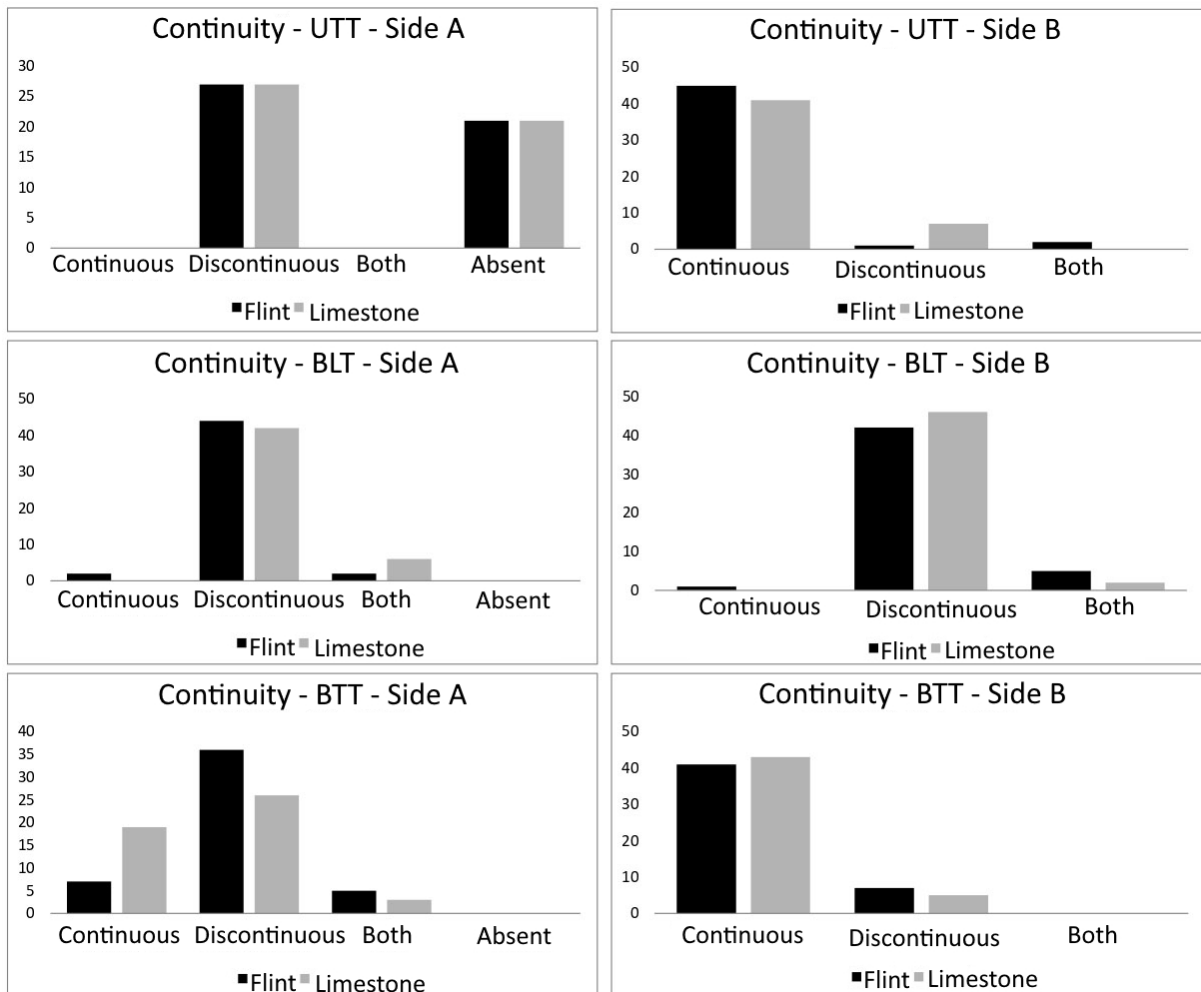 Continuity - UTT - Side A
30
25
20
15
10
5
0
Continuous Discontinuous Both Absent
Flint Limestone
Continuity - UTT - Side B
50
40
30
20
10
0
Continuous Discontinuous Both
Flint Limestone
Continuity - BLT - Side A
50
40
30
20
10
0
Continuous Discontinuous Both Absent
Flint Limestone
Continuity - BLT - Side B
50
40
30
20
10
0
Continuous Discontinuous Both
Flint Limestone
Continuity - BTT - Side A
40
35
30
25
20
15
10
5
0
Continuous Discontinuous Both Absent
Flint Limestone
Continuity - BTT - Side B
50
40
30
20
10
0
Continuous Discontinuous Both
Flint Limestone